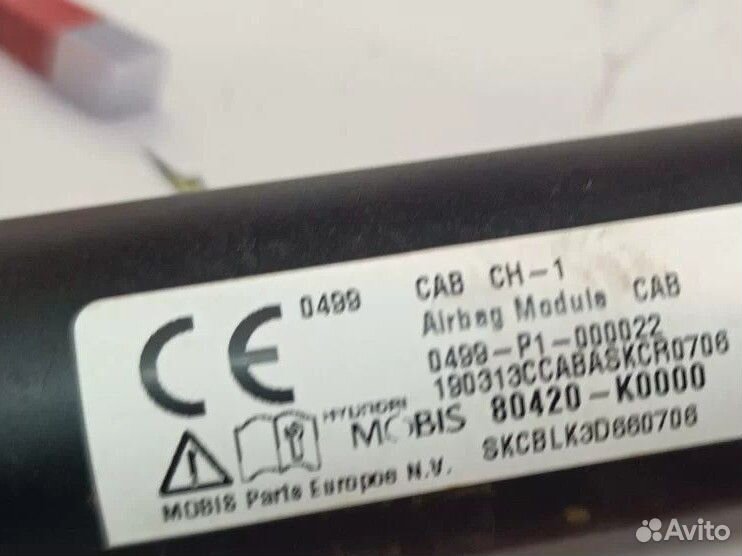 CE 0499
CAB CH-1
Airbag Module CAB
0499-P1-000022
190313CCABASKCR0706
HYUNDAI
MOBIS 80420-K0000
SKCBLK3D660706
MOBIS Parts Europe N.V.
Avito